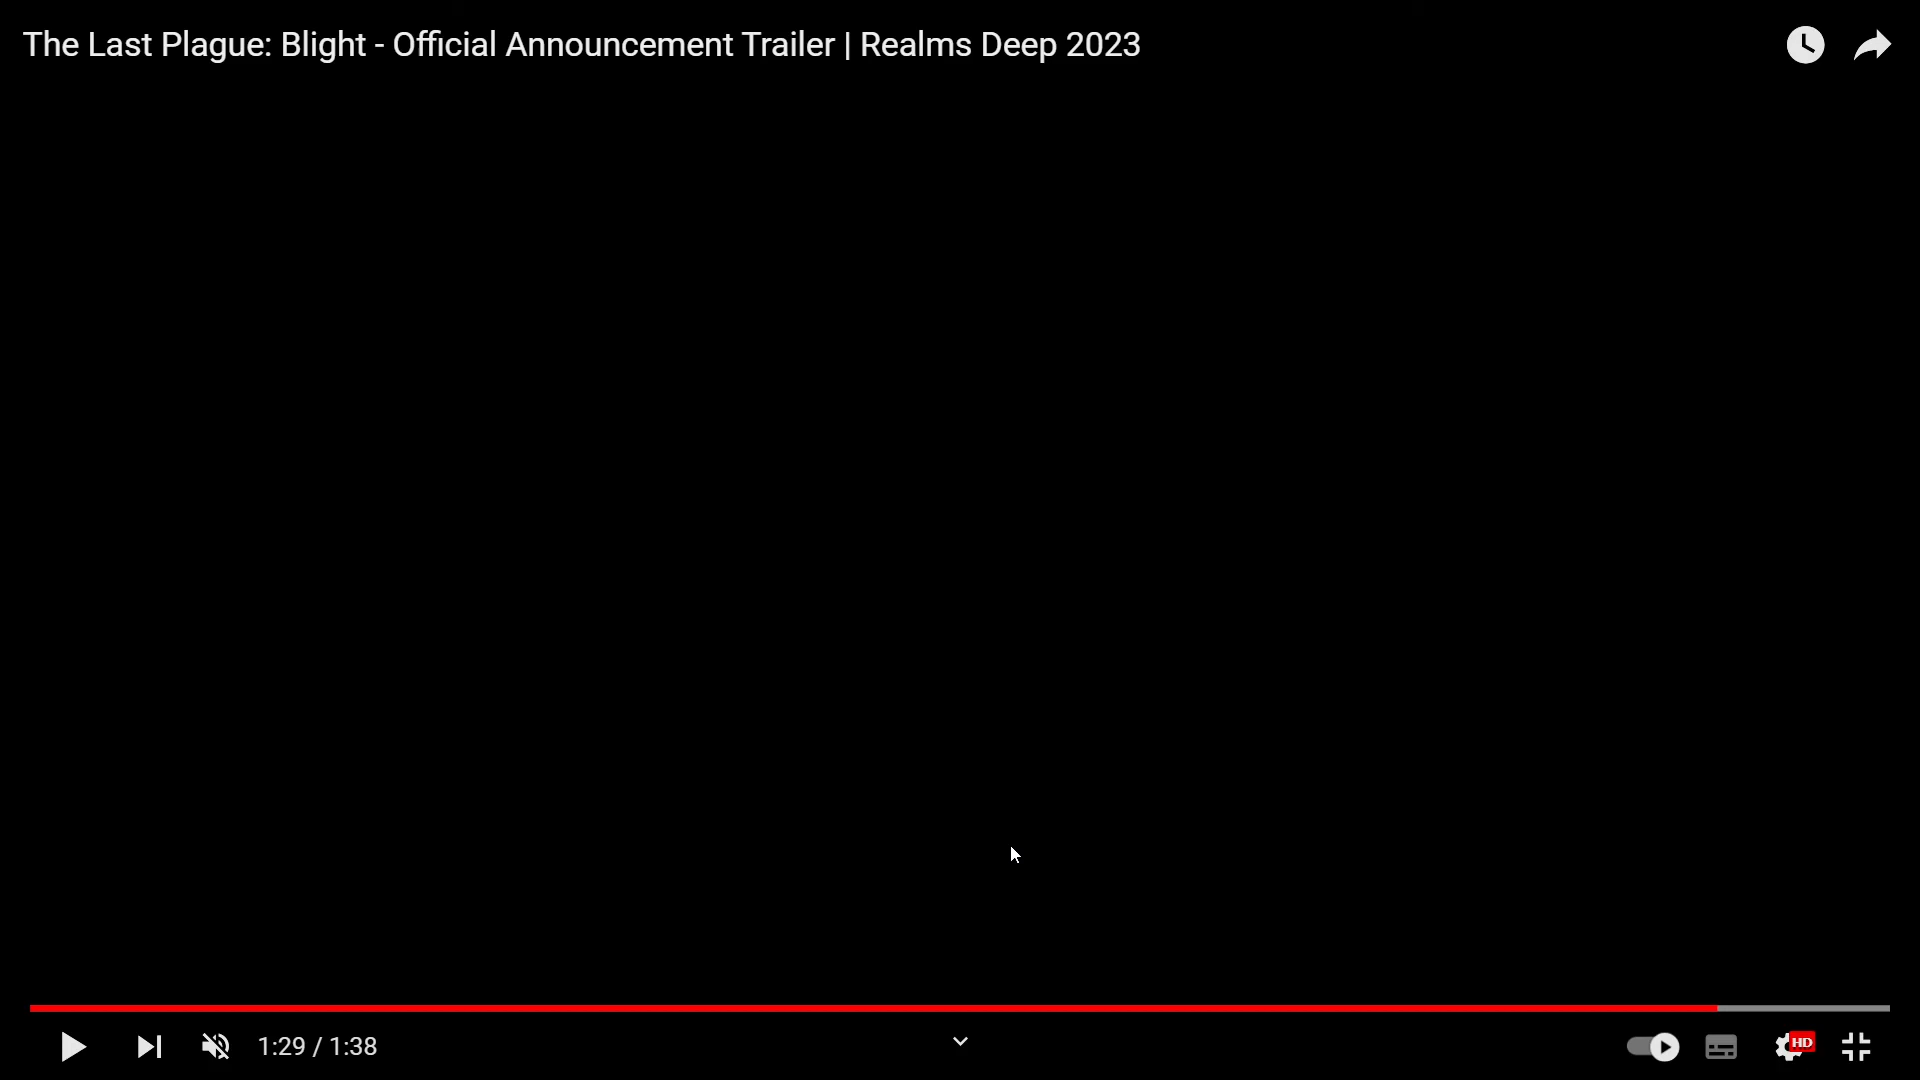 The Last Plague: Blight - Official Announcement Trailer | Realms Deep 2023
1:29 / 1:38
HD